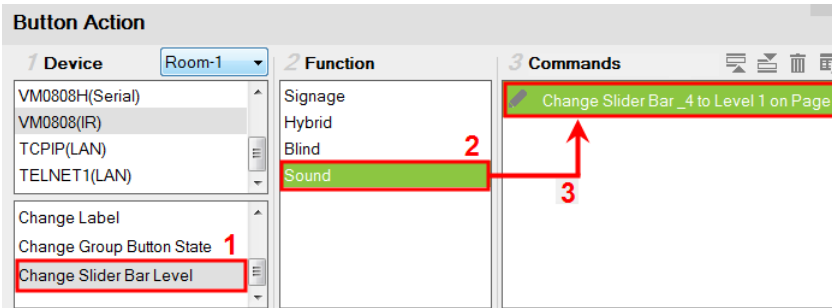 Button Action
1 Device
Room-1
2 Function
3 Commands
VM0808H(Serial)
VM0808(IR)
TCPIP(LAN)
TELNET1(LAN)
Change Label
Change Group Button State
1
Change Slider Bar Level
Signage
Hybrid
Blind
2
Sound
Change Slider Bar _4 to Level 1 on Page
3